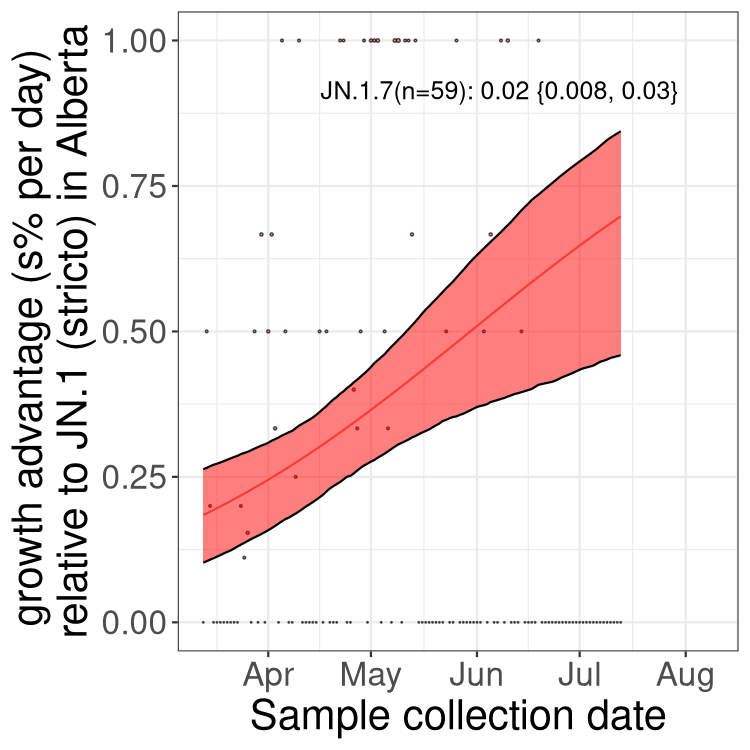 growth advantage (s% per day)
relative to JN.1 (stricto) in Alberta
1.00
0.75
0.50
0.25
0.00
JN.1.7(n=59): 0.02 {0.008, 0.03}
Apr May Jun Jul Aug
Sample collection date